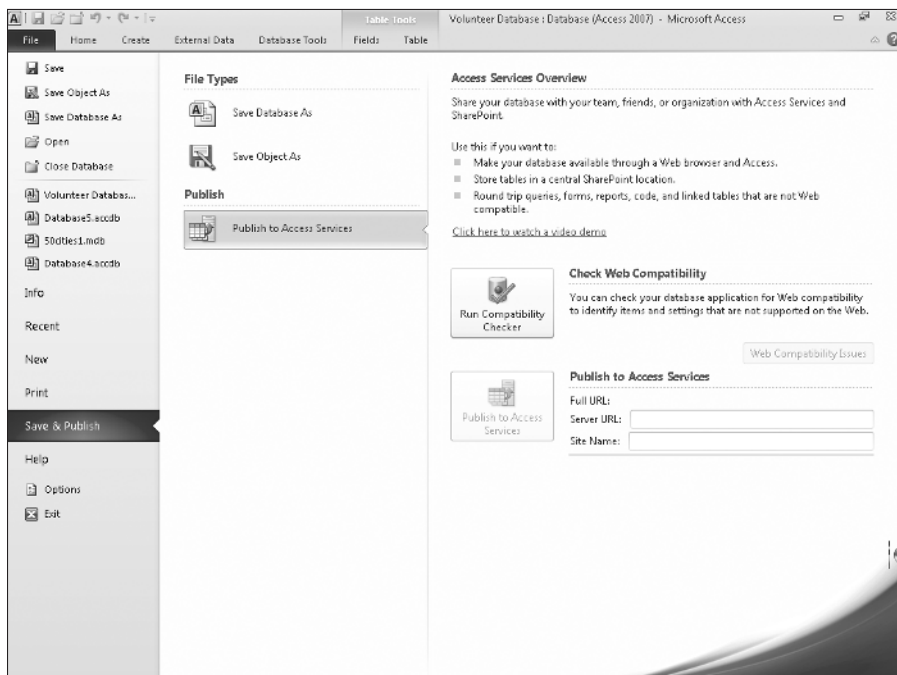 Table Tools
Volunteer Database : Database (Access 2007) - Microsoft Access
File Home Create External Data Database Tools Fields Table
Save
Save Object As
Save Database As
Open
Close Database
Volunteer Databas...
Database5.accdb
50cities1.mdb
Database4.accdb
Info
Recent
New
Print
Save & Publish
Help
Options
Exit
File Types
Save Database As
Save Object As
Publish
Publish to Access Services
Access Services Overview
Share your database with your team, friends, or organization with Access Services and
SharePoint.
Use this if you want to:
Make your database available through a Web browser and Access.
Store tables in a central SharePoint location.
Round trip queries, forms, reports, code, and linked tables that are not Web
compatible.
Click here to watch a video demo
Run Compatibility
Checker
Check Web Compatibility
You can check your database application for Web compatibility
to identify items and settings that are not supported on the Web.
Web Compatibility Issues
Publish to Access
Services
Publish to Access Services
Full URL:
Server URL:
Site Name: